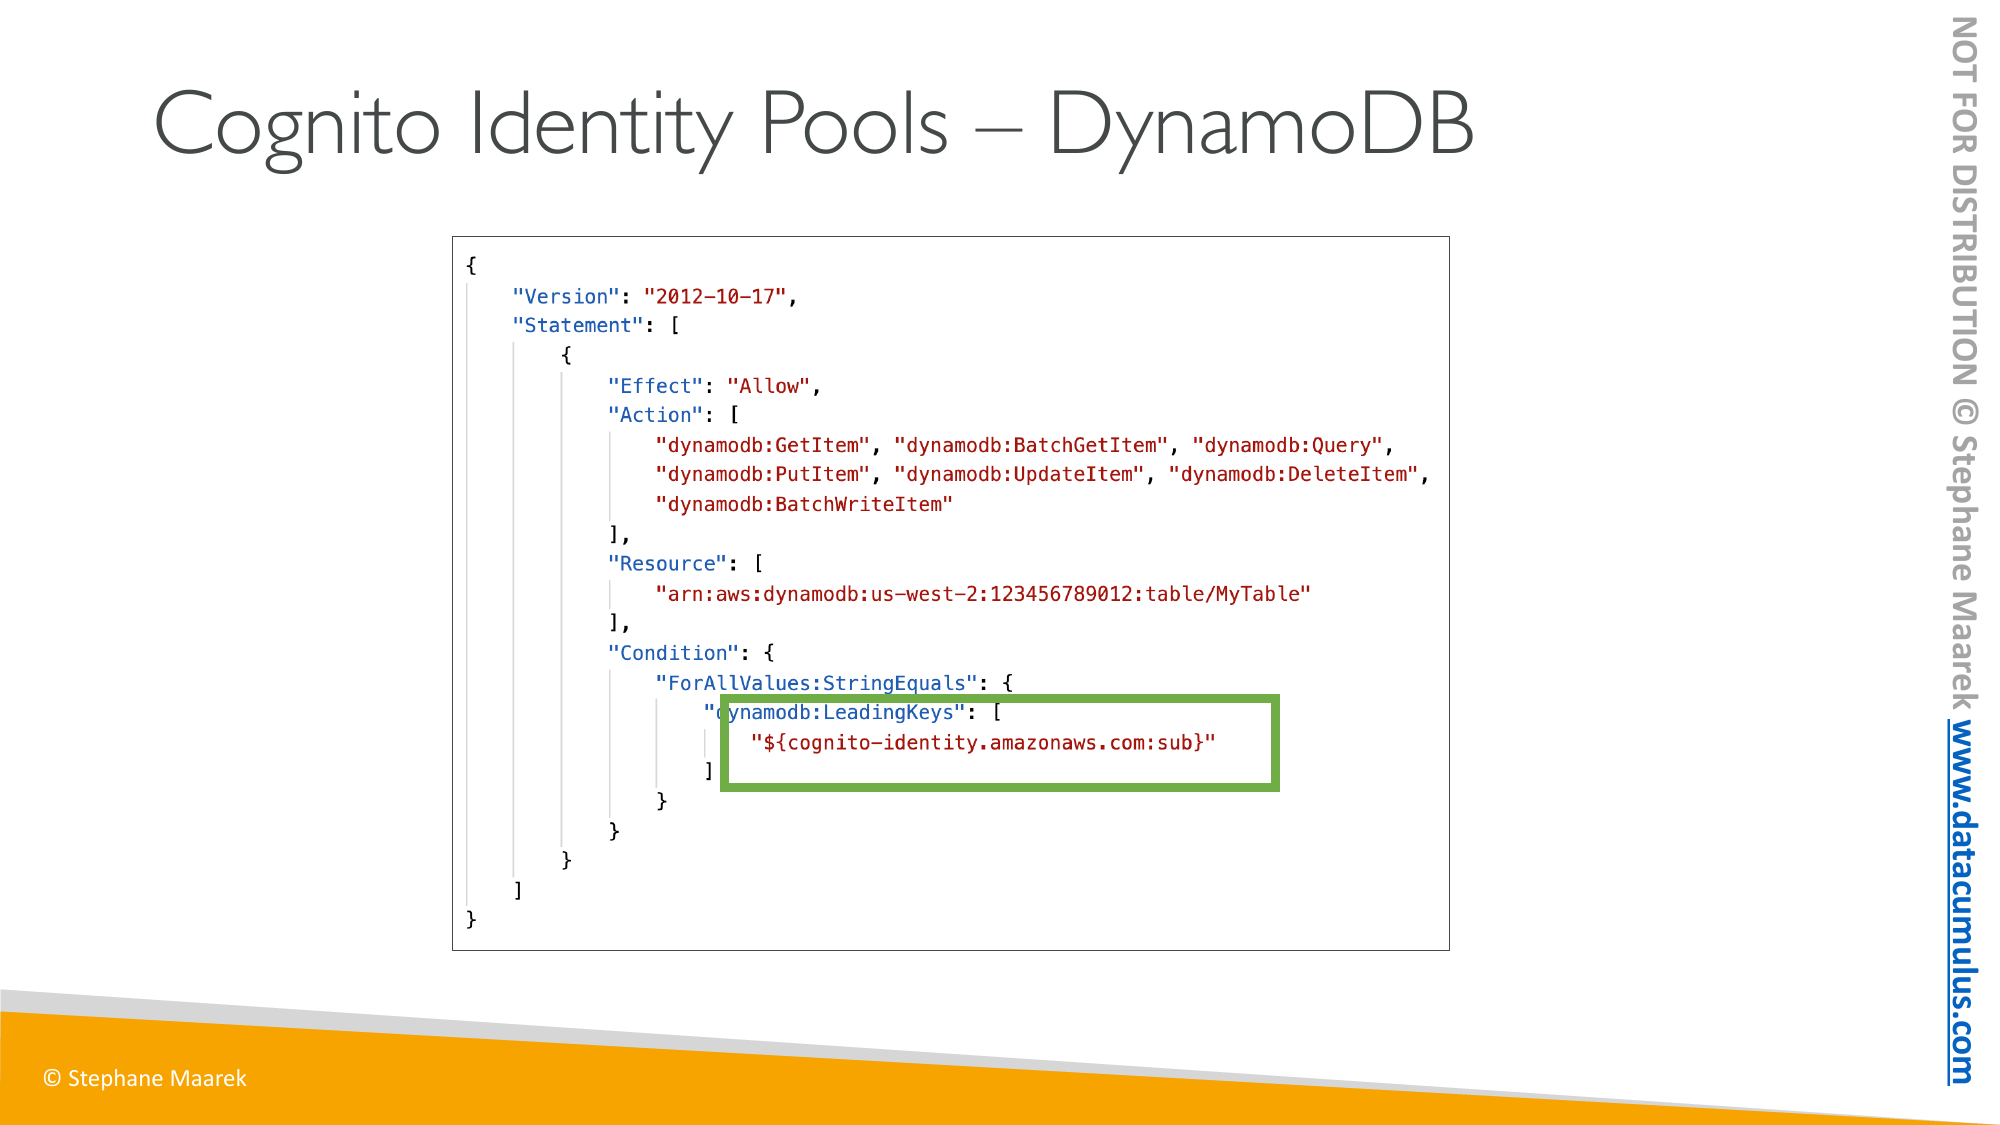 Cognito Identity Pools – DynamoDB
{
"Version": "2012-10-17",
"Statement": [
{
"Effect": "Allow",
"Action": [
"dynamodb:GetItem", "dynamodb:BatchGetItem", "dynamodb:Query",
"dynamodb:PutItem", "dynamodb:UpdateItem", "dynamodb:DeleteItem",
"dynamodb:BatchWriteItem"
],
"Resource": [
"arn:aws:dynamodb:us-west-2:123456789012:table/MyTable"
],
"Condition": {
"ForAllValues:StringEquals": {
"dynamodb:LeadingKeys": [
"${cognito-identity.amazonaws.com:sub}"
]
}
}
}
]
}
© Stephane Maarek
NOT FOR DISTRIBUTION © Stephane Maarek www.datacumulus.com